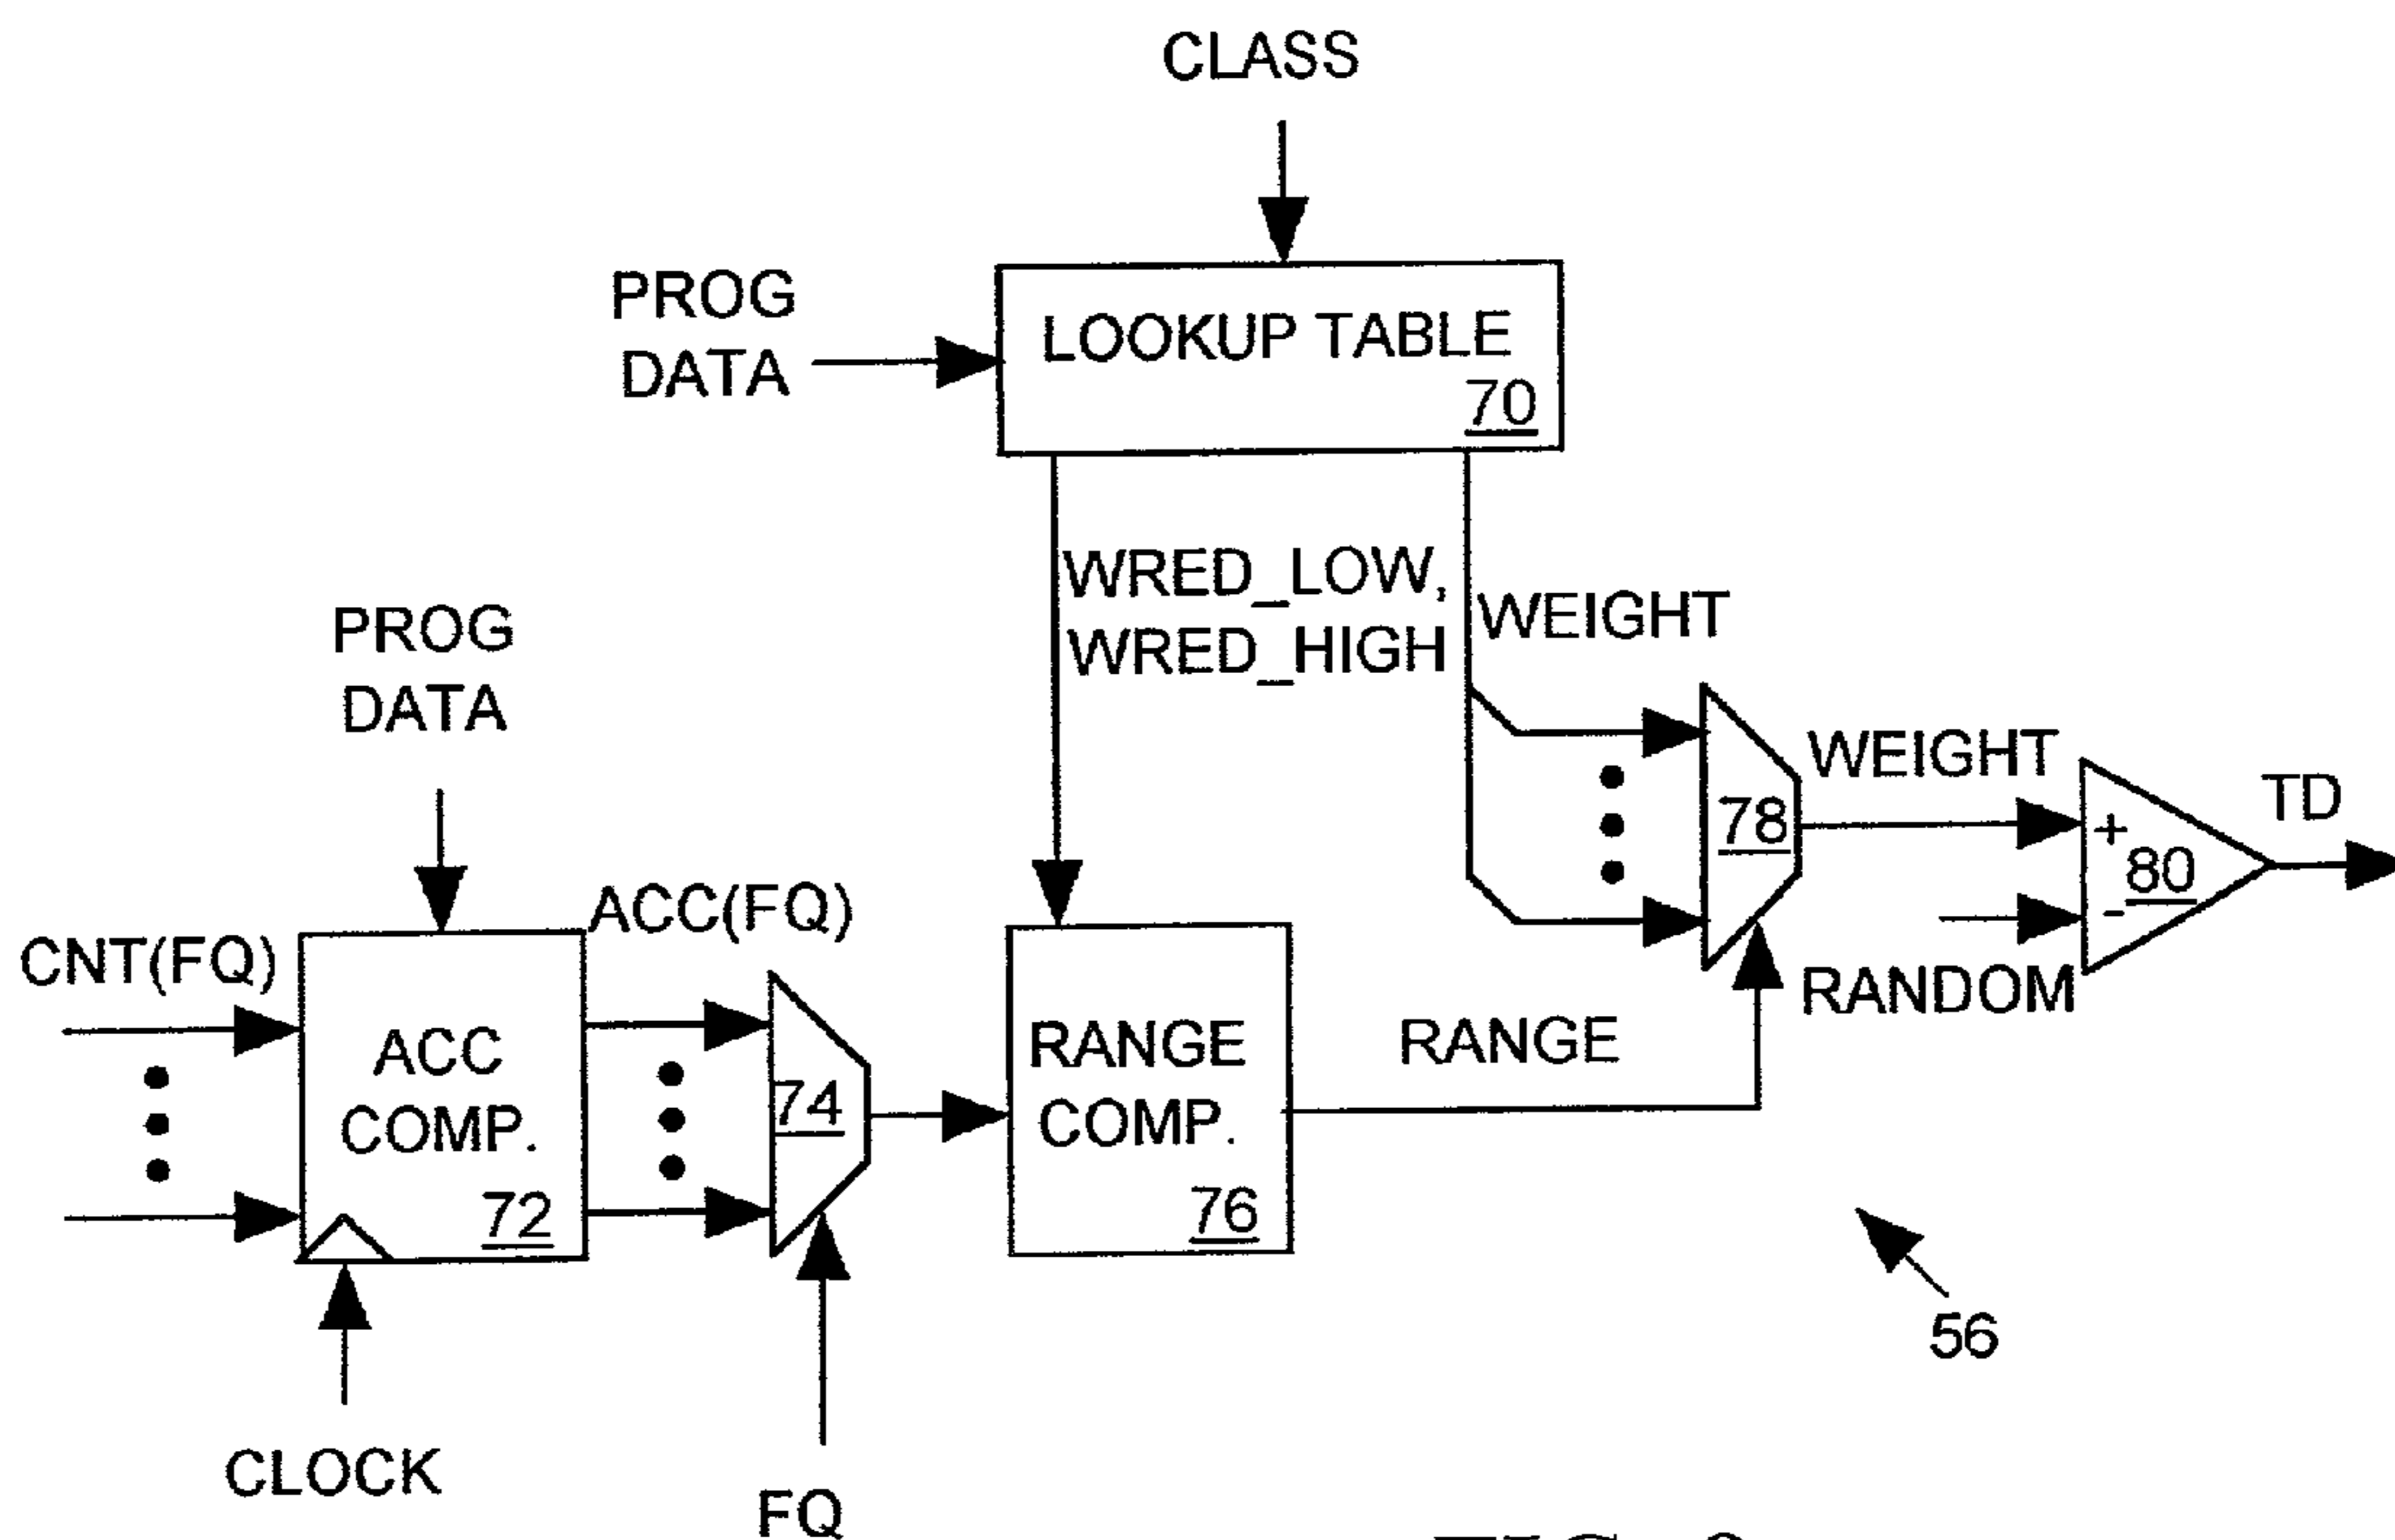 CLASS
PROG
DATA
LOOKUP TABLE
70
WRED_LOW,
WRED_HIGH
WEIGHT
PROG
DATA
WEIGHT
TD
78
+
80
-
ACC(FQ)
CNT(FQ)
RANDOM
ACC
COMP.
72
74
RANGE
COMP.
76
RANGE
56
CLOCK
FQ